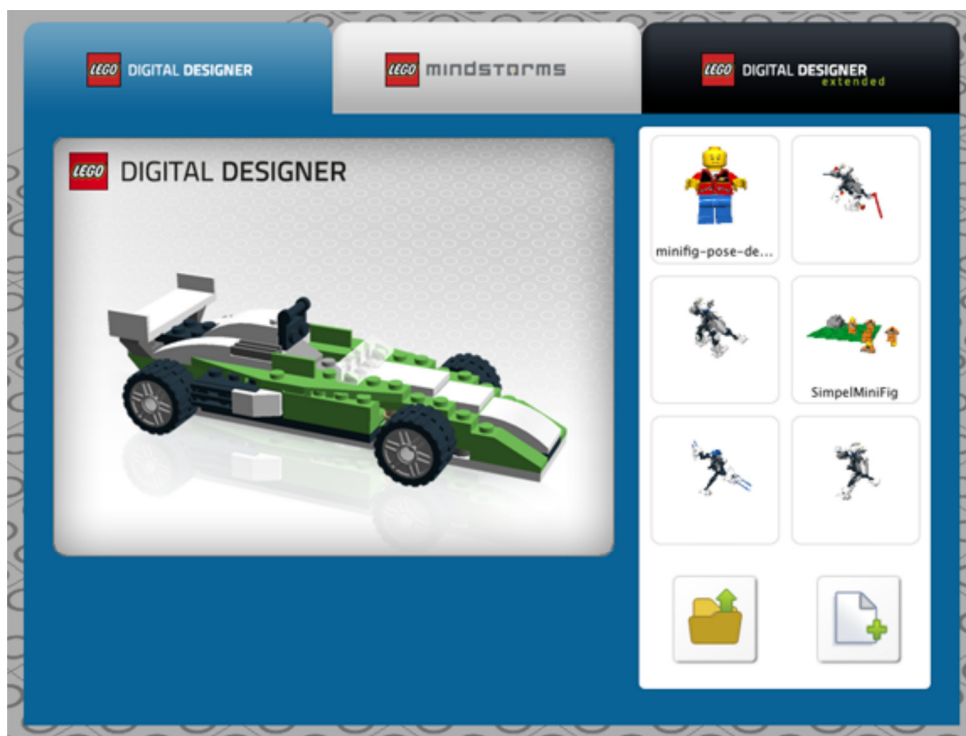 LEGO DIGITAL DESIGNER
LEGO mindstorms
LEGO DIGITAL DESIGNER
extended
LEGO DIGITAL DESIGNER
minifig-pose-de...
SimpelMiniFig